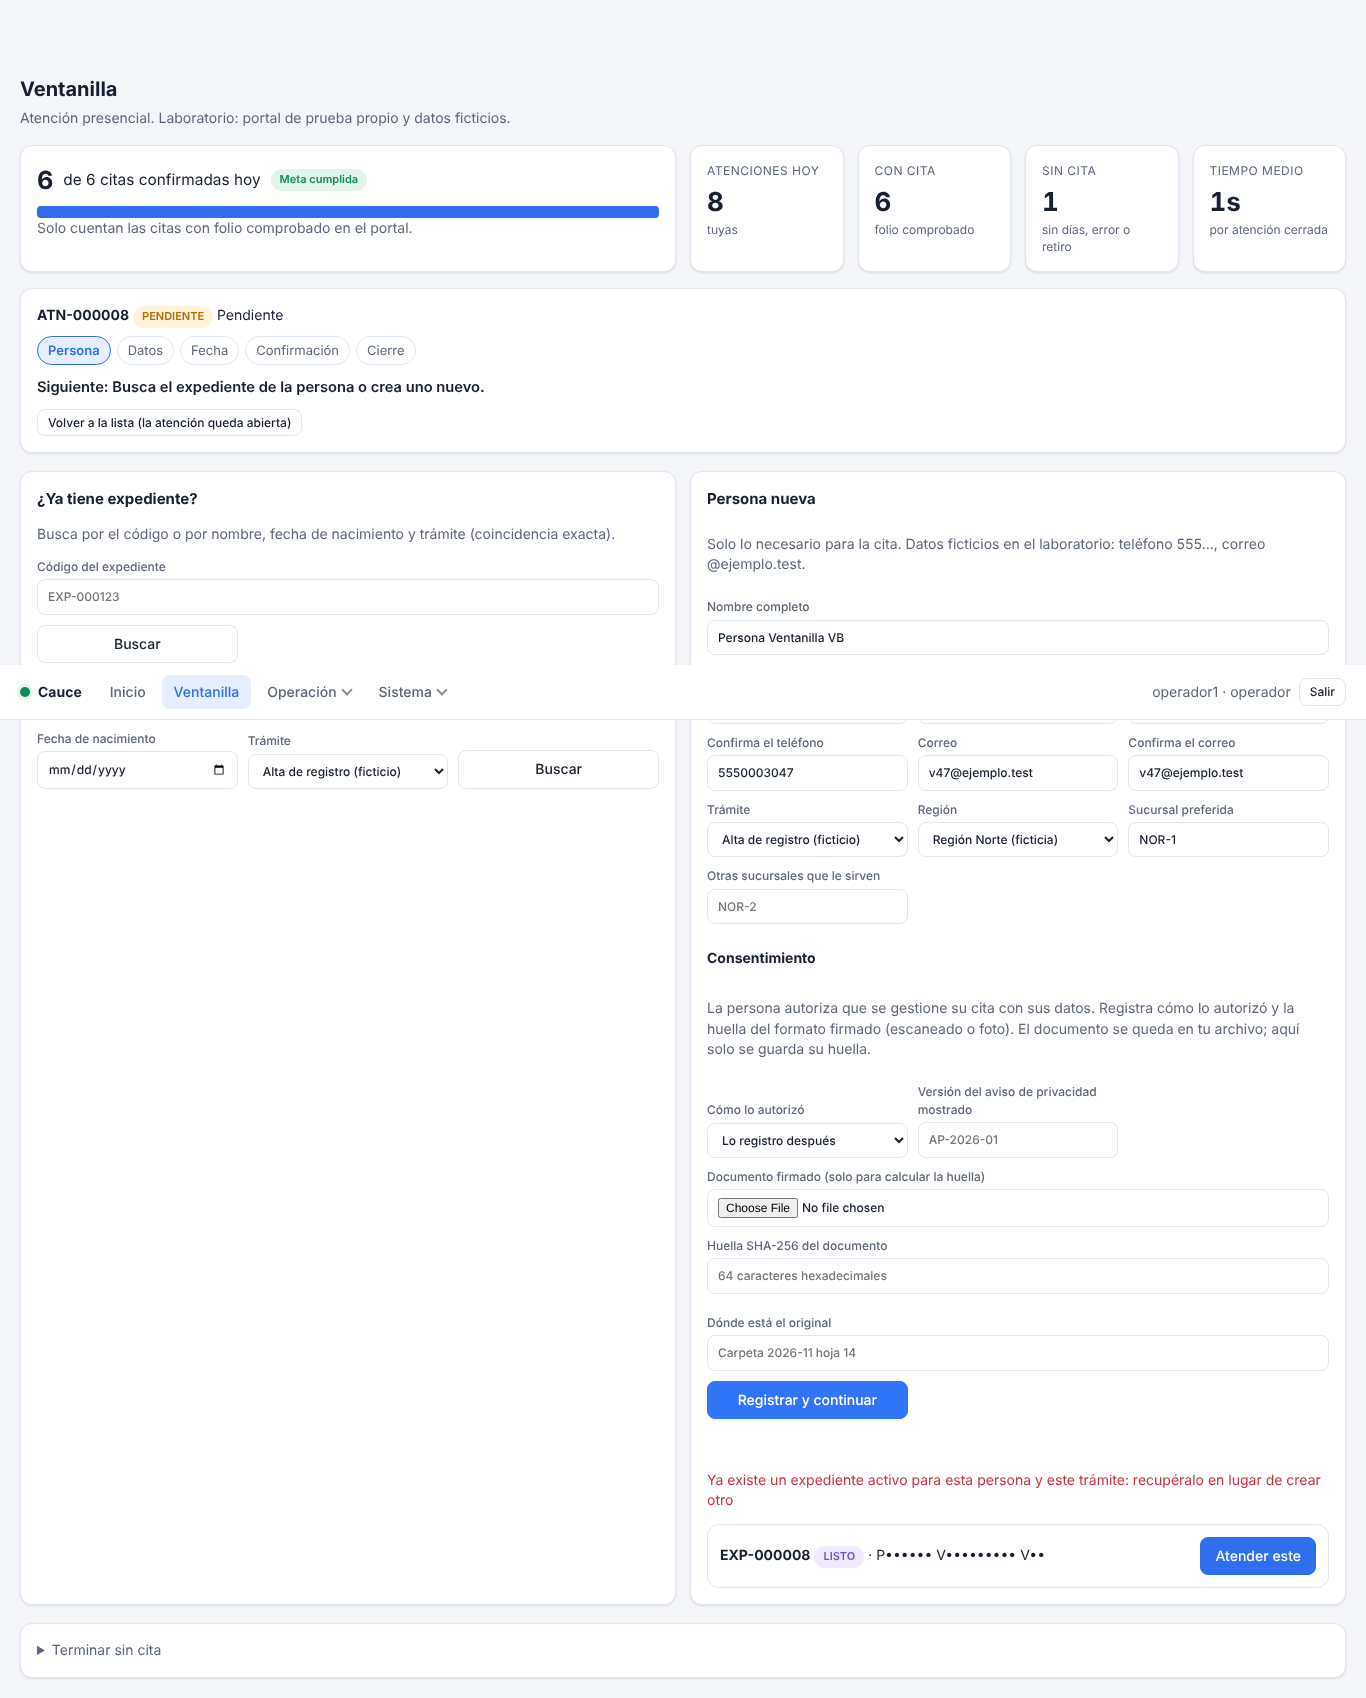 Ventanilla
Atención presencial. Laboratorio: portal de prueba propio y datos ficticios.
6 de 6 citas confirmadas hoy Meta cumplida
Solo cuentan las citas con folio comprobado en el portal.
ATENCIONES HOY
8
tuyas
CON CITA
6
folio comprobado
SIN CITA
1
sin días, error o
retiro
TIEMPO MEDIO
1s
por atención cerrada
ATN-000008 PENDIENTE Pendiente
Persona Datos Fecha Confirmación Cierre
Siguiente: Busca el expediente de la persona o crea uno nuevo.
Volver a la lista (la atención queda abierta)
¿Ya tiene expediente?
Busca por el código o por nombre, fecha de nacimiento y trámite (coincidencia exacta).
Código del expediente
EXP-000123
Buscar
Persona nueva
Solo lo necesario para la cita. Datos ficticios en el laboratorio: teléfono 555..., correo
@ejemplo.test.
Nombre completo
Persona Ventanilla VB
Cauce Inicio Ventanilla Operación Sistema operador1 · operador Salir
Fecha de nacimiento
mm/dd/yyyy
Trámite
Alta de registro (ficticio)
Buscar
Confirma el teléfono
5550003047
Correo
v47@ejemplo.test
Confirma el correo
v47@ejemplo.test
Trámite
Alta de registro (ficticio)
Región
Región Norte (ficticia)
Sucursal preferida
NOR-1
Otras sucursales que le sirven
NOR-2
Consentimiento
La persona autoriza que se gestione su cita con sus datos. Registra cómo lo autorizó y la
huella del formato firmado (escaneado o foto). El documento se queda en tu archivo; aquí
solo se guarda su huella.
Cómo lo autorizó
Lo registro después
Versión del aviso de privacidad
mostrado
AP-2026-01
Documento firmado (solo para calcular la huella)
Choose File No file chosen
Huella SHA-256 del documento
64 caracteres hexadecimales
Dónde está el original
Carpeta 2026-11 hoja 14
Registrar y continuar
Ya existe un expediente activo para esta persona y este trámite: recupéralo en lugar de crear
otro
EXP-000008 LISTO · P•••••• V••••••••• V••
Atender este
Terminar sin cita